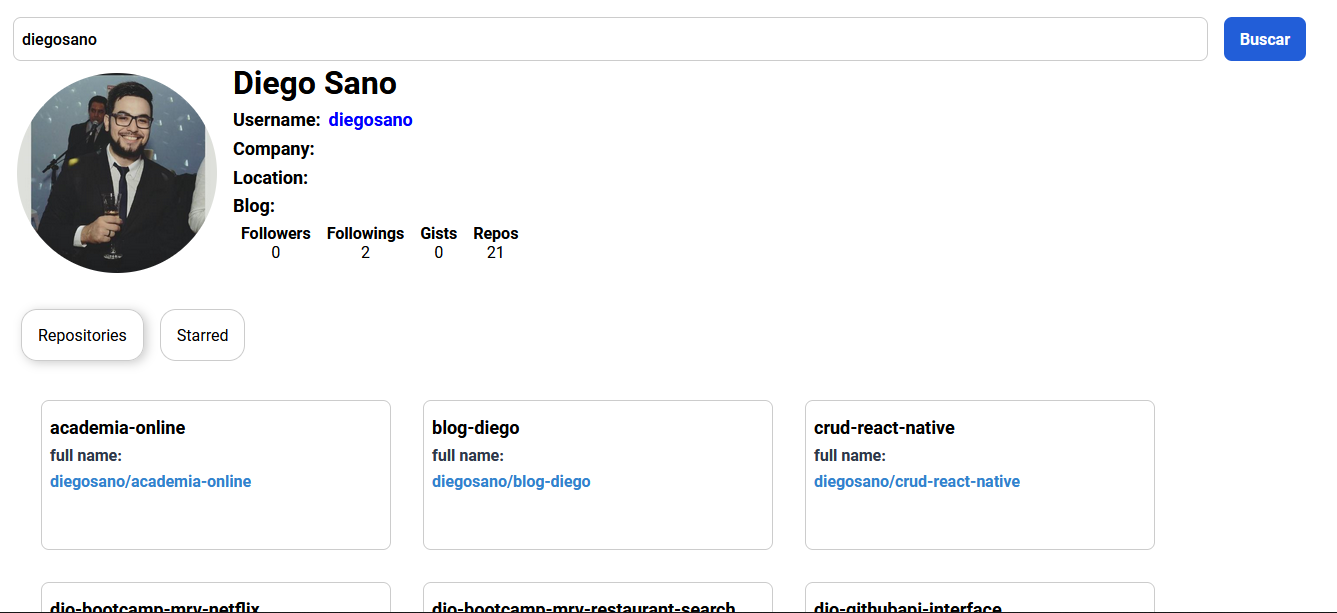 diegosano
Buscar
Diego Sano
Username: diegosano
Company:
Location:
Blog:
Followers Followings Gists Repos
0 2 0 21
Repositories Starred
academia-online
full name:
diegosano/academia-online
blog-diego
full name:
diegosano/blog-diego
crud-react-native
full name:
diegosano/crud-react-native
dio-bootcamp-mrv-netflix
dio-bootcamp-mrv-restaurant-search
dio-githubapi-interface